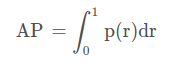 AP = ∫₀¹ p(r)dr